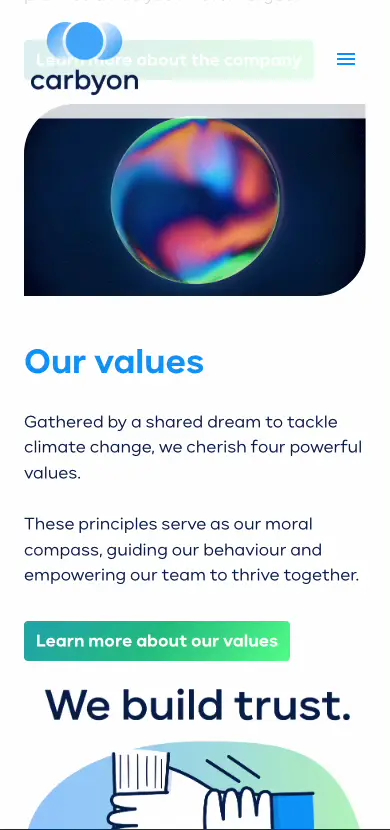 Learn more about the company
carbyon
Our values
Gathered by a shared dream to tackle
climate change, we cherish four powerful
values.
These principles serve as our moral
compass, guiding our behaviour and
empowering our team to thrive together.
Learn more about our values
We build trust.